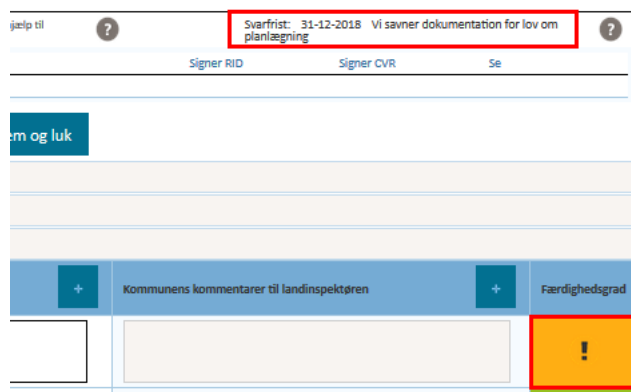 hjælp til ?
Svarfrist: 31-12-2018 Vi savner dokumentation for lov om
planlægning
?
Signer RID Signer CVR Se
em og luk
+ Kommunens kommentarer til landinspektøren + Færdighedsgrad
!